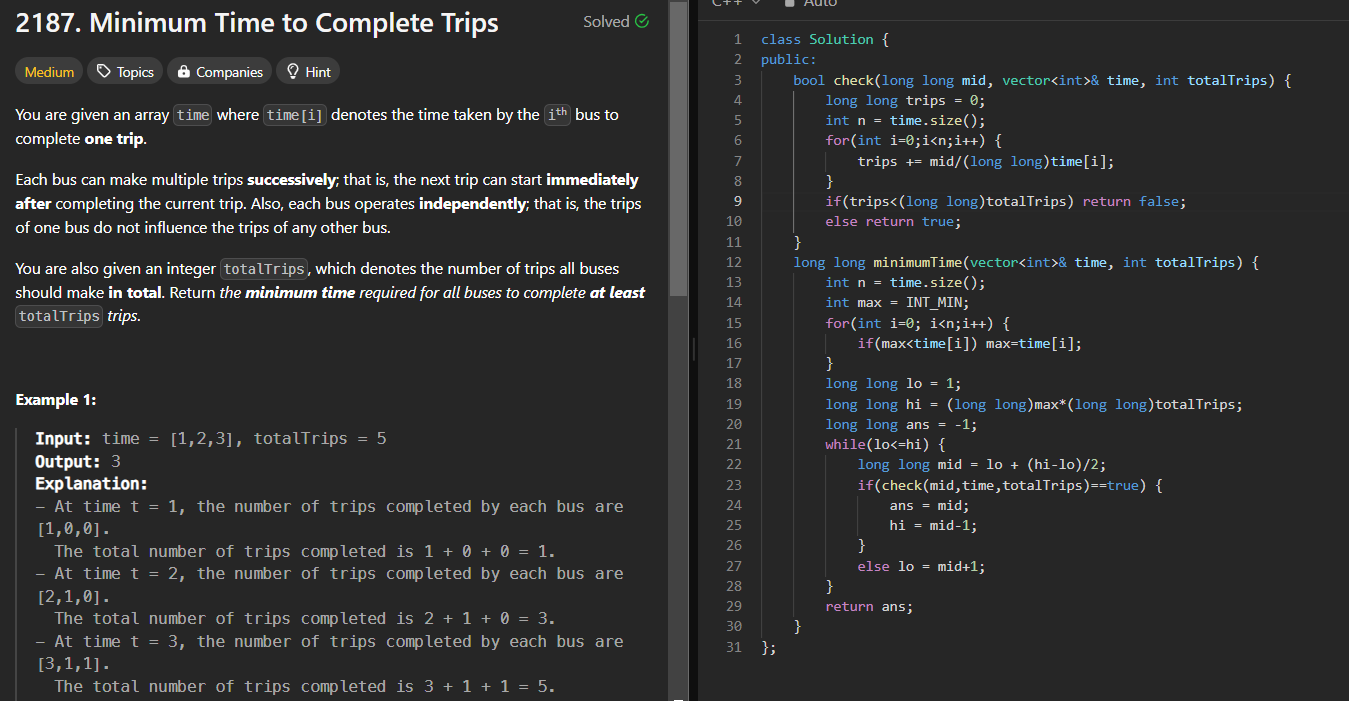 2187. Minimum Time to Complete Trips
Solved
Medium Topics Companies Hint
You are given an array time where time[i] denotes the time taken by the ith bus to
complete one trip.
Each bus can make multiple trips successively; that is, the next trip can start immediately
after completing the current trip. Also, each bus operates independently; that is, the trips
of one bus do not influence the trips of any other bus.
You are also given an integer totalTrips, which denotes the number of trips all buses
should make in total. Return the minimum time required for all buses to complete at least
totalTrips trips.
Example 1:
Input: time = [1,2,3], totalTrips = 5
Output: 3
Explanation:
- At time t = 1, the number of trips completed by each bus are
[1,0,0].
The total number of trips completed is 1 + 0 + 0 = 1.
- At time t = 2, the number of trips completed by each bus are
[2,1,0].
The total number of trips completed is 2 + 1 + 0 = 3.
- At time t = 3, the number of trips completed by each bus are
[3,1,1].
The total number of trips completed is 3 + 1 + 1 = 5.
C++ Auto
1 class Solution {
2 public:
3 bool check(long long mid, vector<int>& time, int totalTrips) {
4 long long trips = 0;
5 int n = time.size();
6 for(int i=0;i<n;i++) {
7 trips += mid/(long long)time[i];
8 }
9 if(trips<(long long)totalTrips) return false;
10 else return true;
11 }
12 long long minimumTime(vector<int>& time, int totalTrips) {
13 int n = time.size();
14 int max = INT_MIN;
15 for(int i=0; i<n;i++) {
16 if(max<time[i]) max=time[i];
17 }
18 long long lo = 1;
19 long long hi = (long long)max*(long long)totalTrips;
20 long long ans = -1;
21 while(lo<=hi) {
22 long long mid = lo + (hi-lo)/2;
23 if(check(mid,time,totalTrips)==true) {
24 ans = mid;
25 hi = mid-1;
26 }
27 else lo = mid+1;
28 }
29 return ans;
30 }
31 };